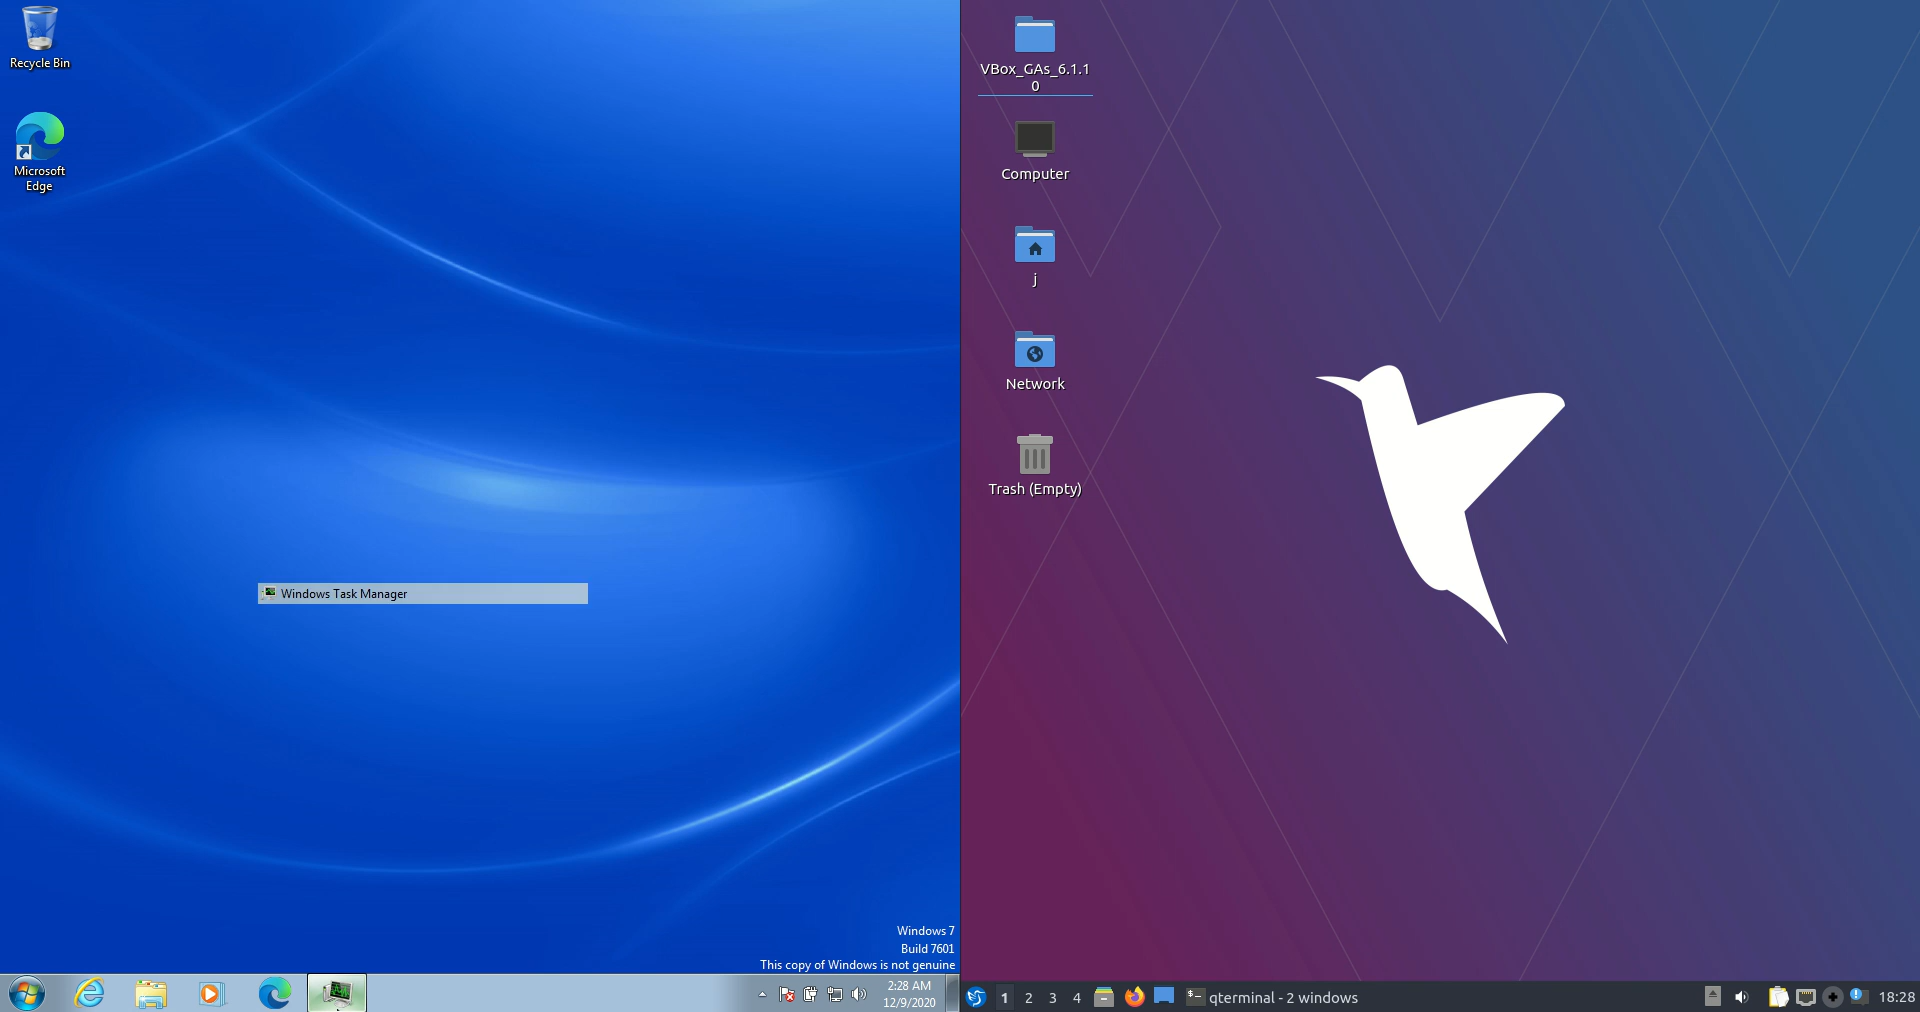 Recycle Bin
Microsoft
Edge
Windows Task Manager
Windows 7
Build 7601
This copy of Windows is not genuine
2:28 AM
12/9/2020
VBox_GAs_6.1.1
0
Computer
j
Network
Trash (Empty)
1 2 3 4 qterminal - 2 windows 18:28